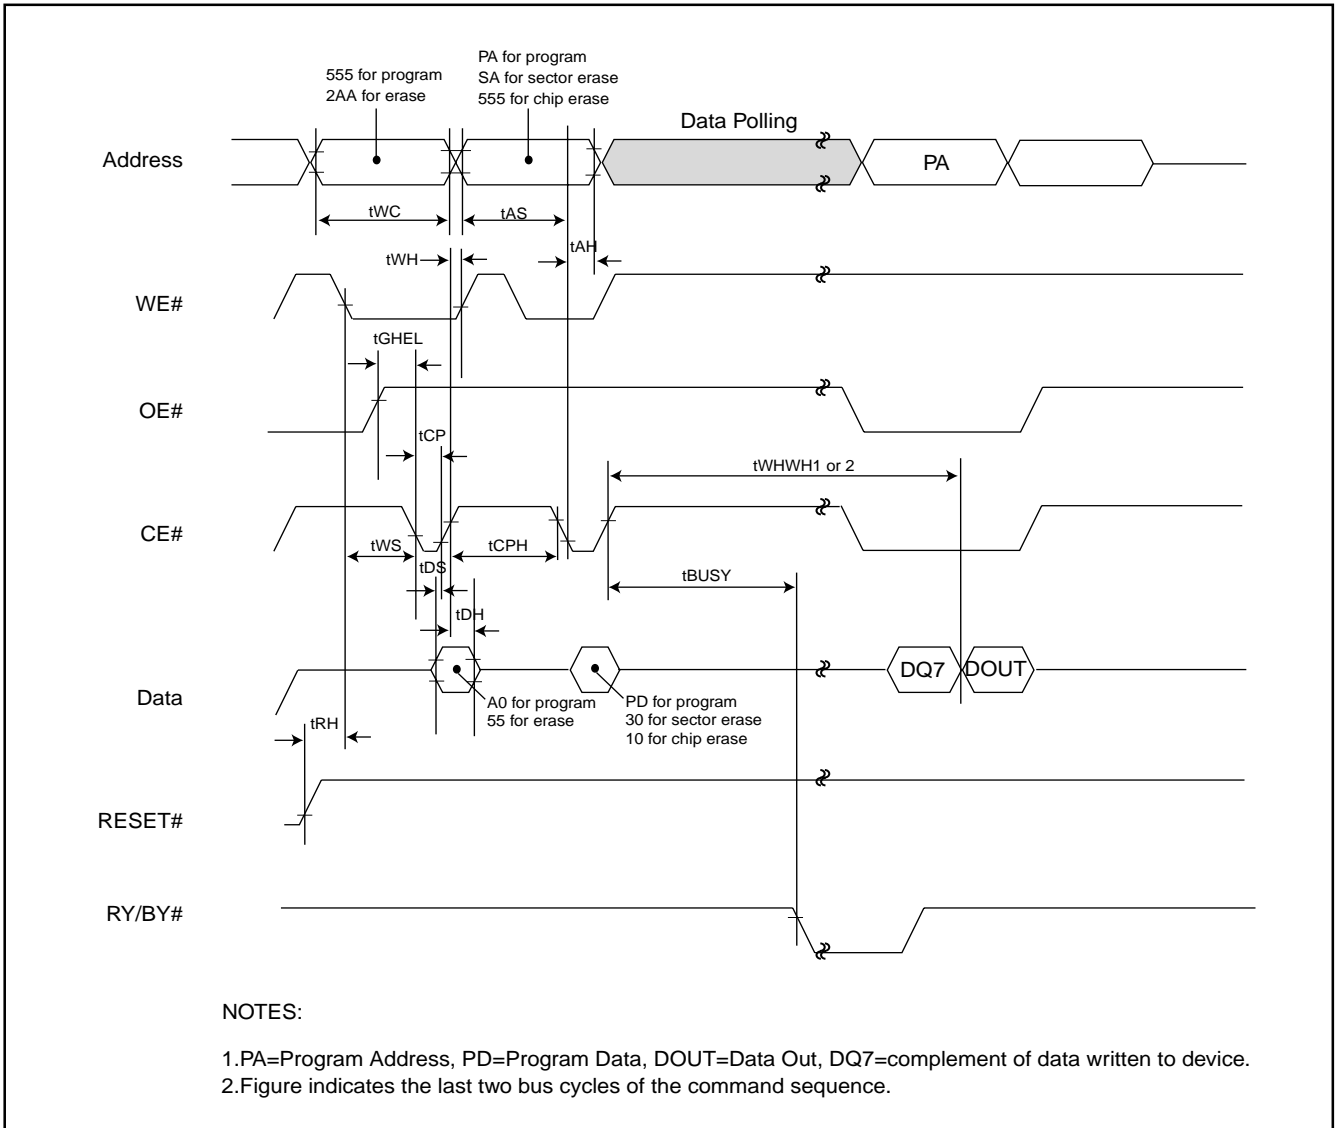 PA for program
SA for sector erase
555 for chip erase
555 for program
2AA for erase
Data Polling
Address
PA
tWC
tAS
tAH
tWH
WE#
tGHEL
OE#
tCP
tWHWH1 or 2
CE#
tWS
tCPH
tDS
tBUSY
tDH
Data
DQ7
DOUT
A0 for program
55 for erase
PD for program
30 for sector erase
10 for chip erase
tRH
RESET#
RY/BY#
NOTES:
1.PA=Program Address, PD=Program Data, DOUT=Data Out, DQ7=complement of data written to device.
2.Figure indicates the last two bus cycles of the command sequence.